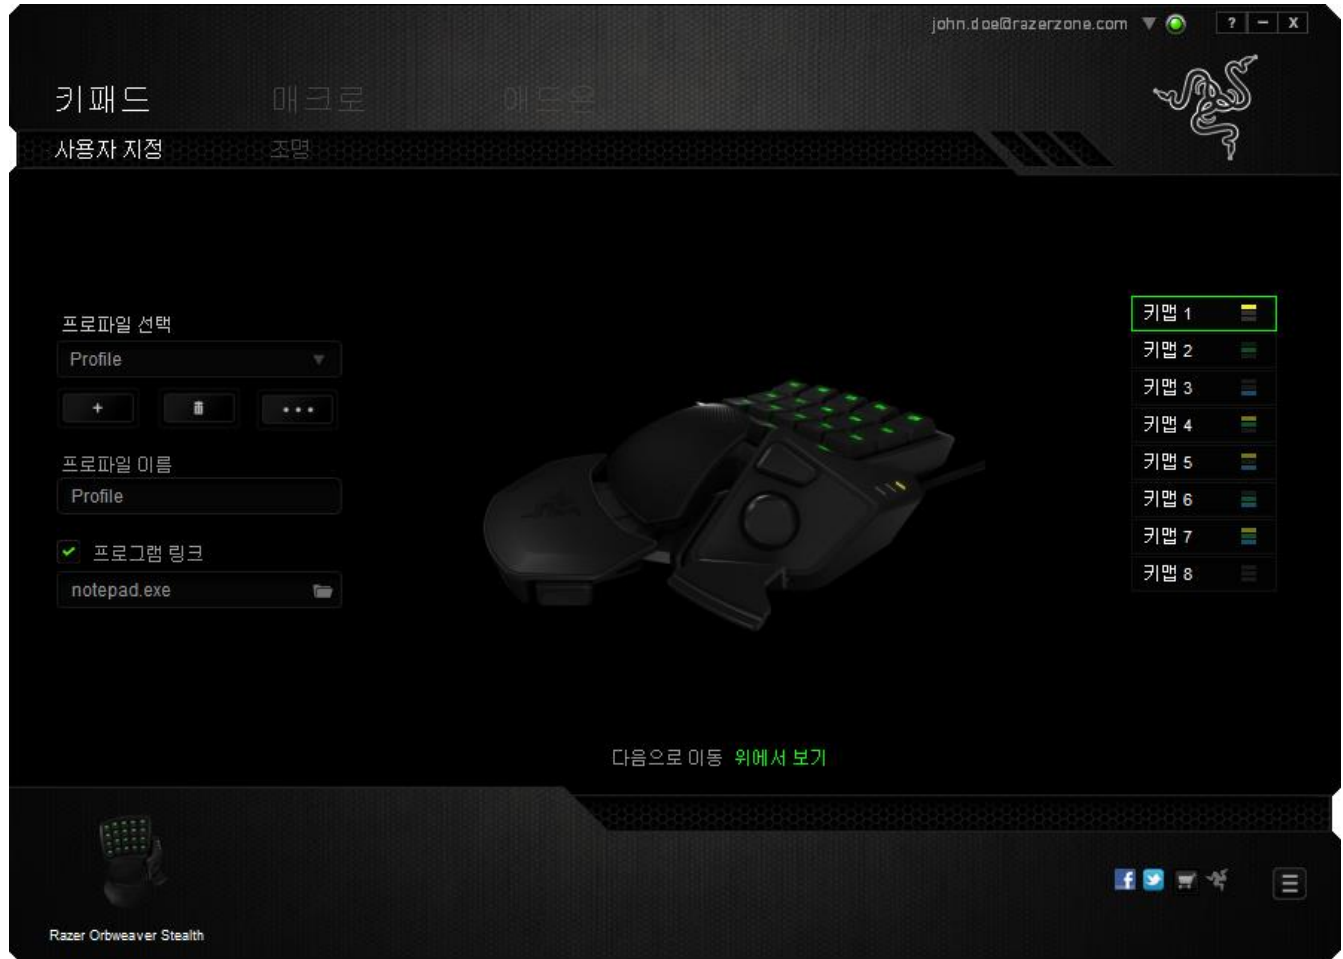 john.doe@razerzone.com ? – X
키패드 매크로 애드온
사용자 지정 조명
프로파일 선택
Profile
+
프로파일 이름
Profile
프로그램 링크
notepad.exe
키맵 1
키맵 2
키맵 3
키맵 4
키맵 5
키맵 6
키맵 7
키맵 8
다음으로 이동 위에서 보기
Razer Orbweaver Stealth